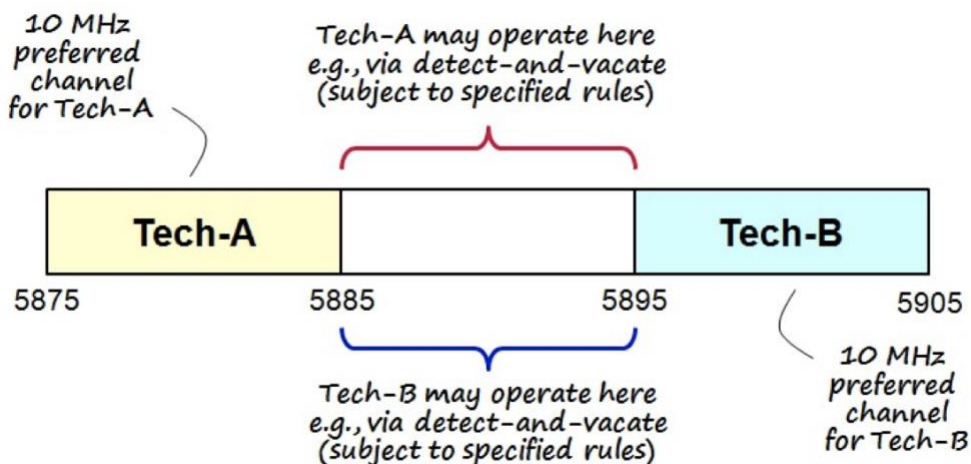 10 MHz
preferred
channel
for Tech-A
Tech-A may operate here
e.g., via detect-and-vacate
(subject to specified rules)
Tech-A
Tech-B
5875
5885
5895
5905
Tech-B may operate here
e.g., via detect-and-vacate
(subject to specified rules)
10 MHz
preferred
channel
for Tech-B